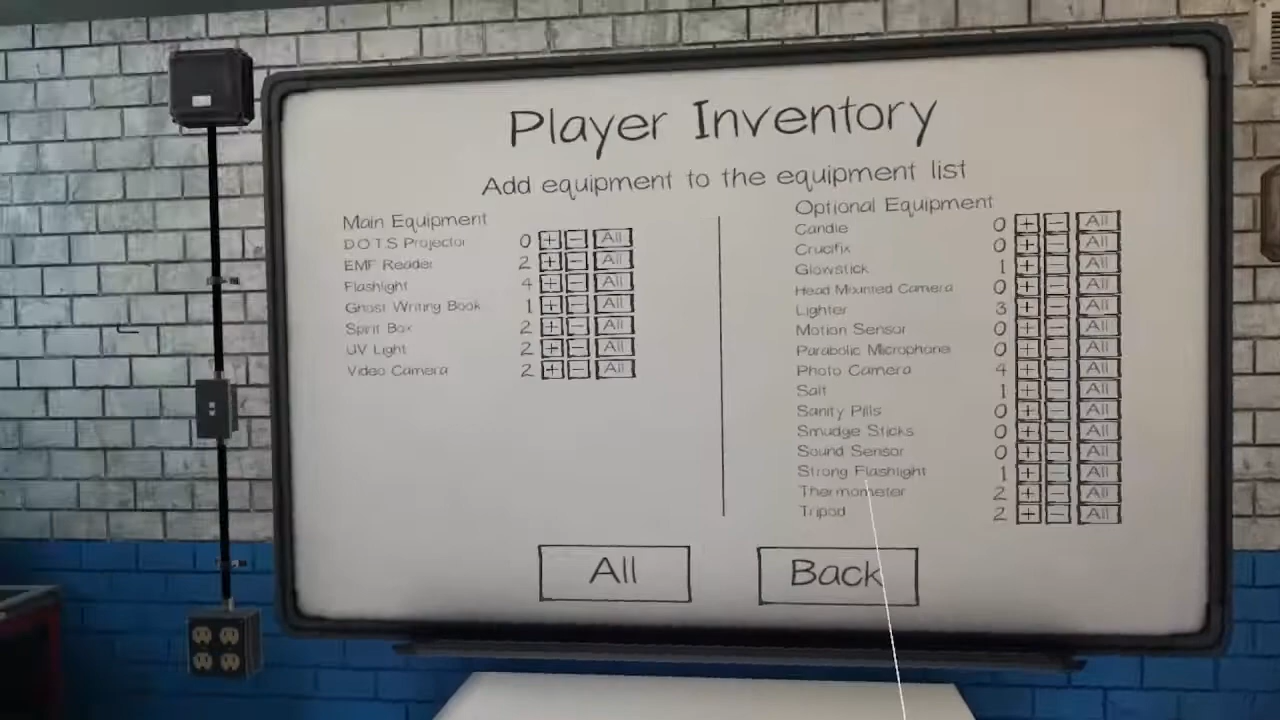 Player Inventory
Add equipment to the equipment list
Main Equipment
D.O.T.S Projector 0 + - All
EMF Reader 2 + - All
Flashlight 4 + - All
Ghost Writing Book 1 + - All
Spirit Box 2 + - All
UV Light 2 + - All
Video Camera 2 + - All
Optional Equipment
Candle 0 + - All
Crucifix 0 + - All
Glowstick 1 + - All
Head Mounted Camera 0 + - All
Lighter 3 + - All
Motion Sensor 0 + - All
Parabolic Microphone 0 + - All
Photo Camera 4 + - All
Salt 1 + - All
Sanity Pills 0 + - All
Smudge Sticks 0 + - All
Sound Sensor 0 + - All
Strong Flashlight 1 + - All
Thermometer 2 + - All
Tripod 2 + - All
All
Back